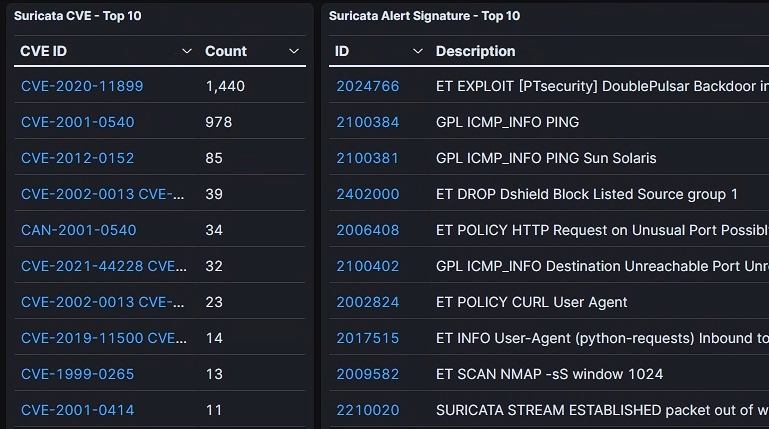 Suricata CVE - Top 10
CVE ID Count
CVE-2020-11899 1,440
CVE-2001-0540 978
CVE-2012-0152 85
CVE-2002-0013 CVE-... 39
CAN-2001-0540 34
CVE-2021-44228 CVE... 32
CVE-2002-0013 CVE-... 23
CVE-2019-11500 CVE... 14
CVE-1999-0265 13
CVE-2001-0414 11
Suricata Alert Signature - Top 10
ID Description
2024766 ET EXPLOIT [PTsecurity] DoublePulsar Backdoor in
2100384 GPL ICMP_INFO PING
2100381 GPL ICMP_INFO PING Sun Solaris
2402000 ET DROP Dshield Block Listed Source group 1
2006408 ET POLICY HTTP Request on Unusual Port Possibl
2100402 GPL ICMP_INFO Destination Unreachable Port Unr
2002824 ET POLICY CURL User Agent
2017515 ET INFO User-Agent (python-requests) Inbound to
2009582 ET SCAN NMAP -sS window 1024
2210020 SURICATA STREAM ESTABLISHED packet out of w